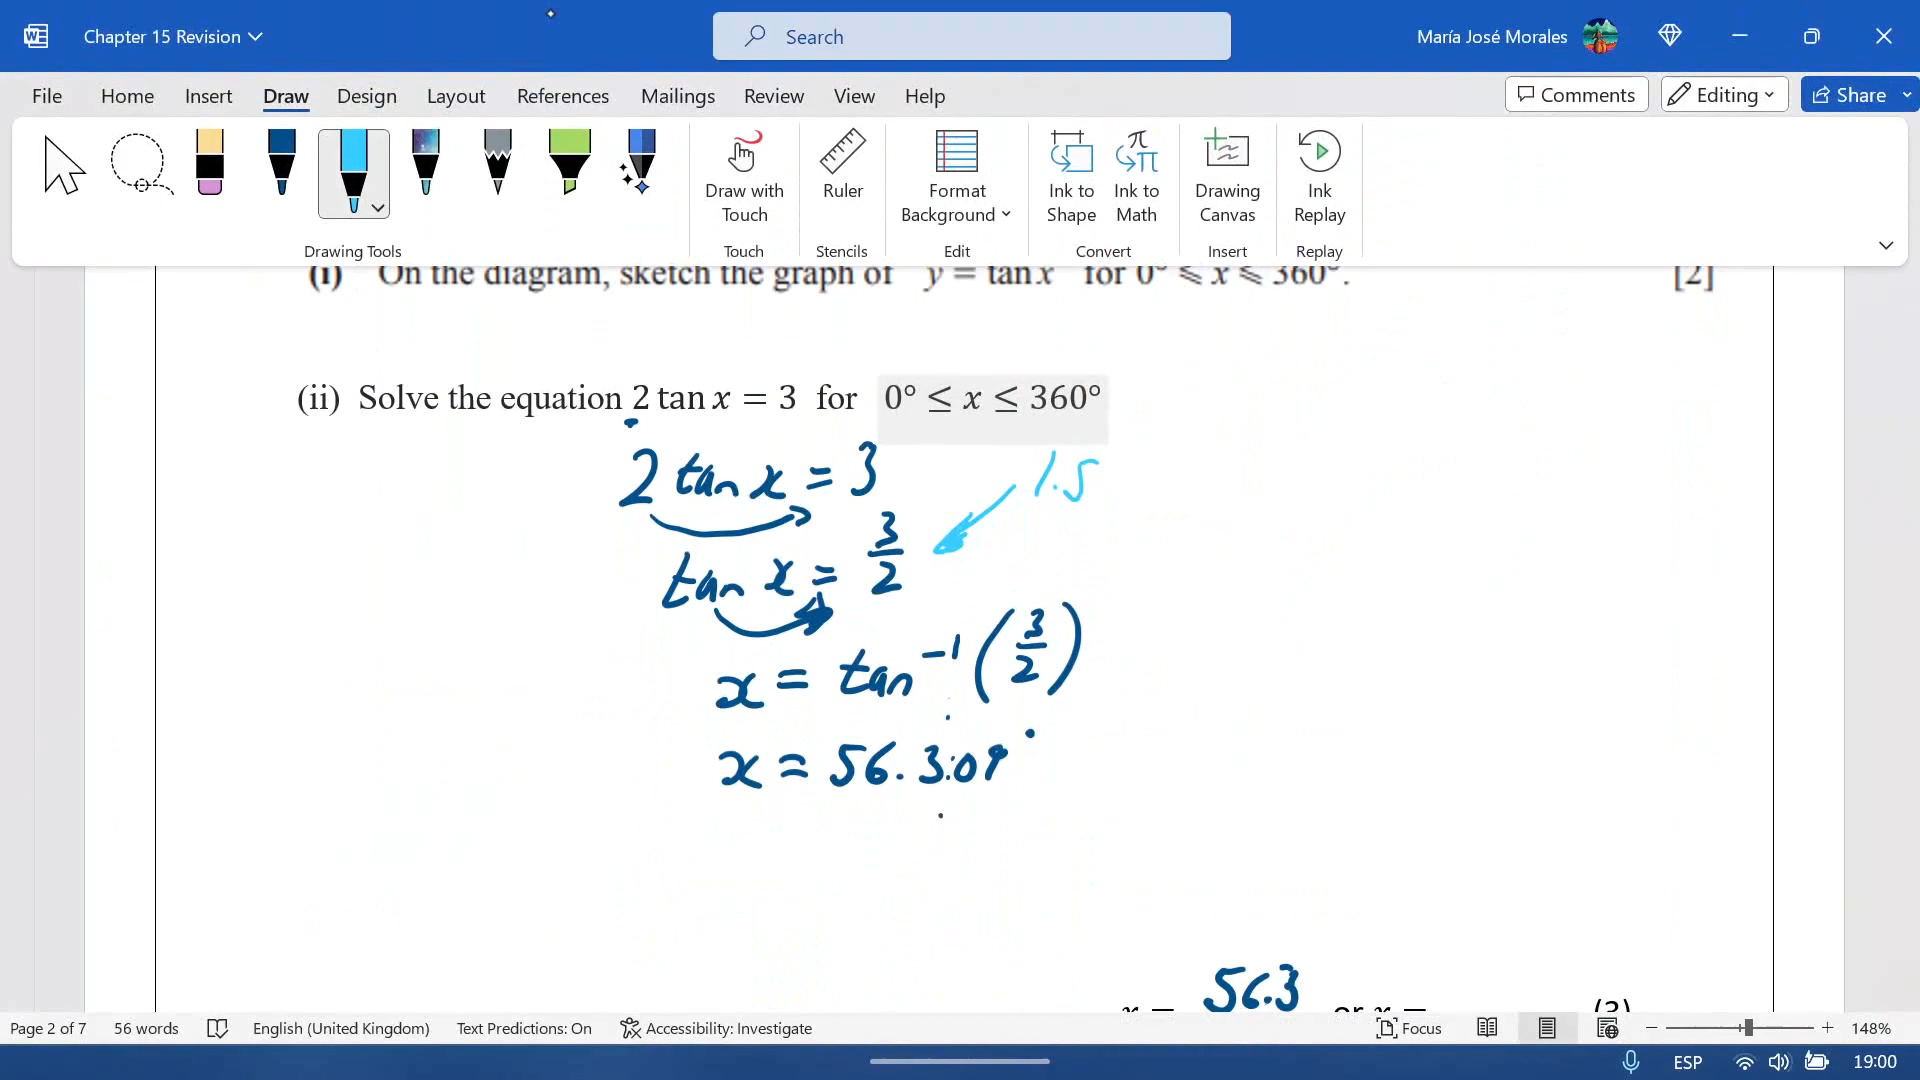 Chapter 15 Revision
Search
María José Morales
File Home Insert Draw Design Layout References Mailings Review View Help
Comments Editing Share
Draw with Touch
Ruler
Format Background
Ink to Shape
Ink to Math
Drawing Canvas
Ink Replay
Drawing Tools Touch Stencils Edit Convert Insert Replay
(i) On the diagram, sketch the graph of y = tan x for 0° ⩽ x ⩽ 360°. [2]
(ii) Solve the equation 2 tan x = 3 for 0° ≤ x ≤ 360°
2 tan x = 3
1.5
tan x = 3/2
x = tan⁻¹ (3/2)
x = 56.309
56.3
x = or x = (3)
Page 2 of 7 56 words English (United Kingdom) Text Predictions: On Accessibility: Investigate Focus 148%
ESP 19:00